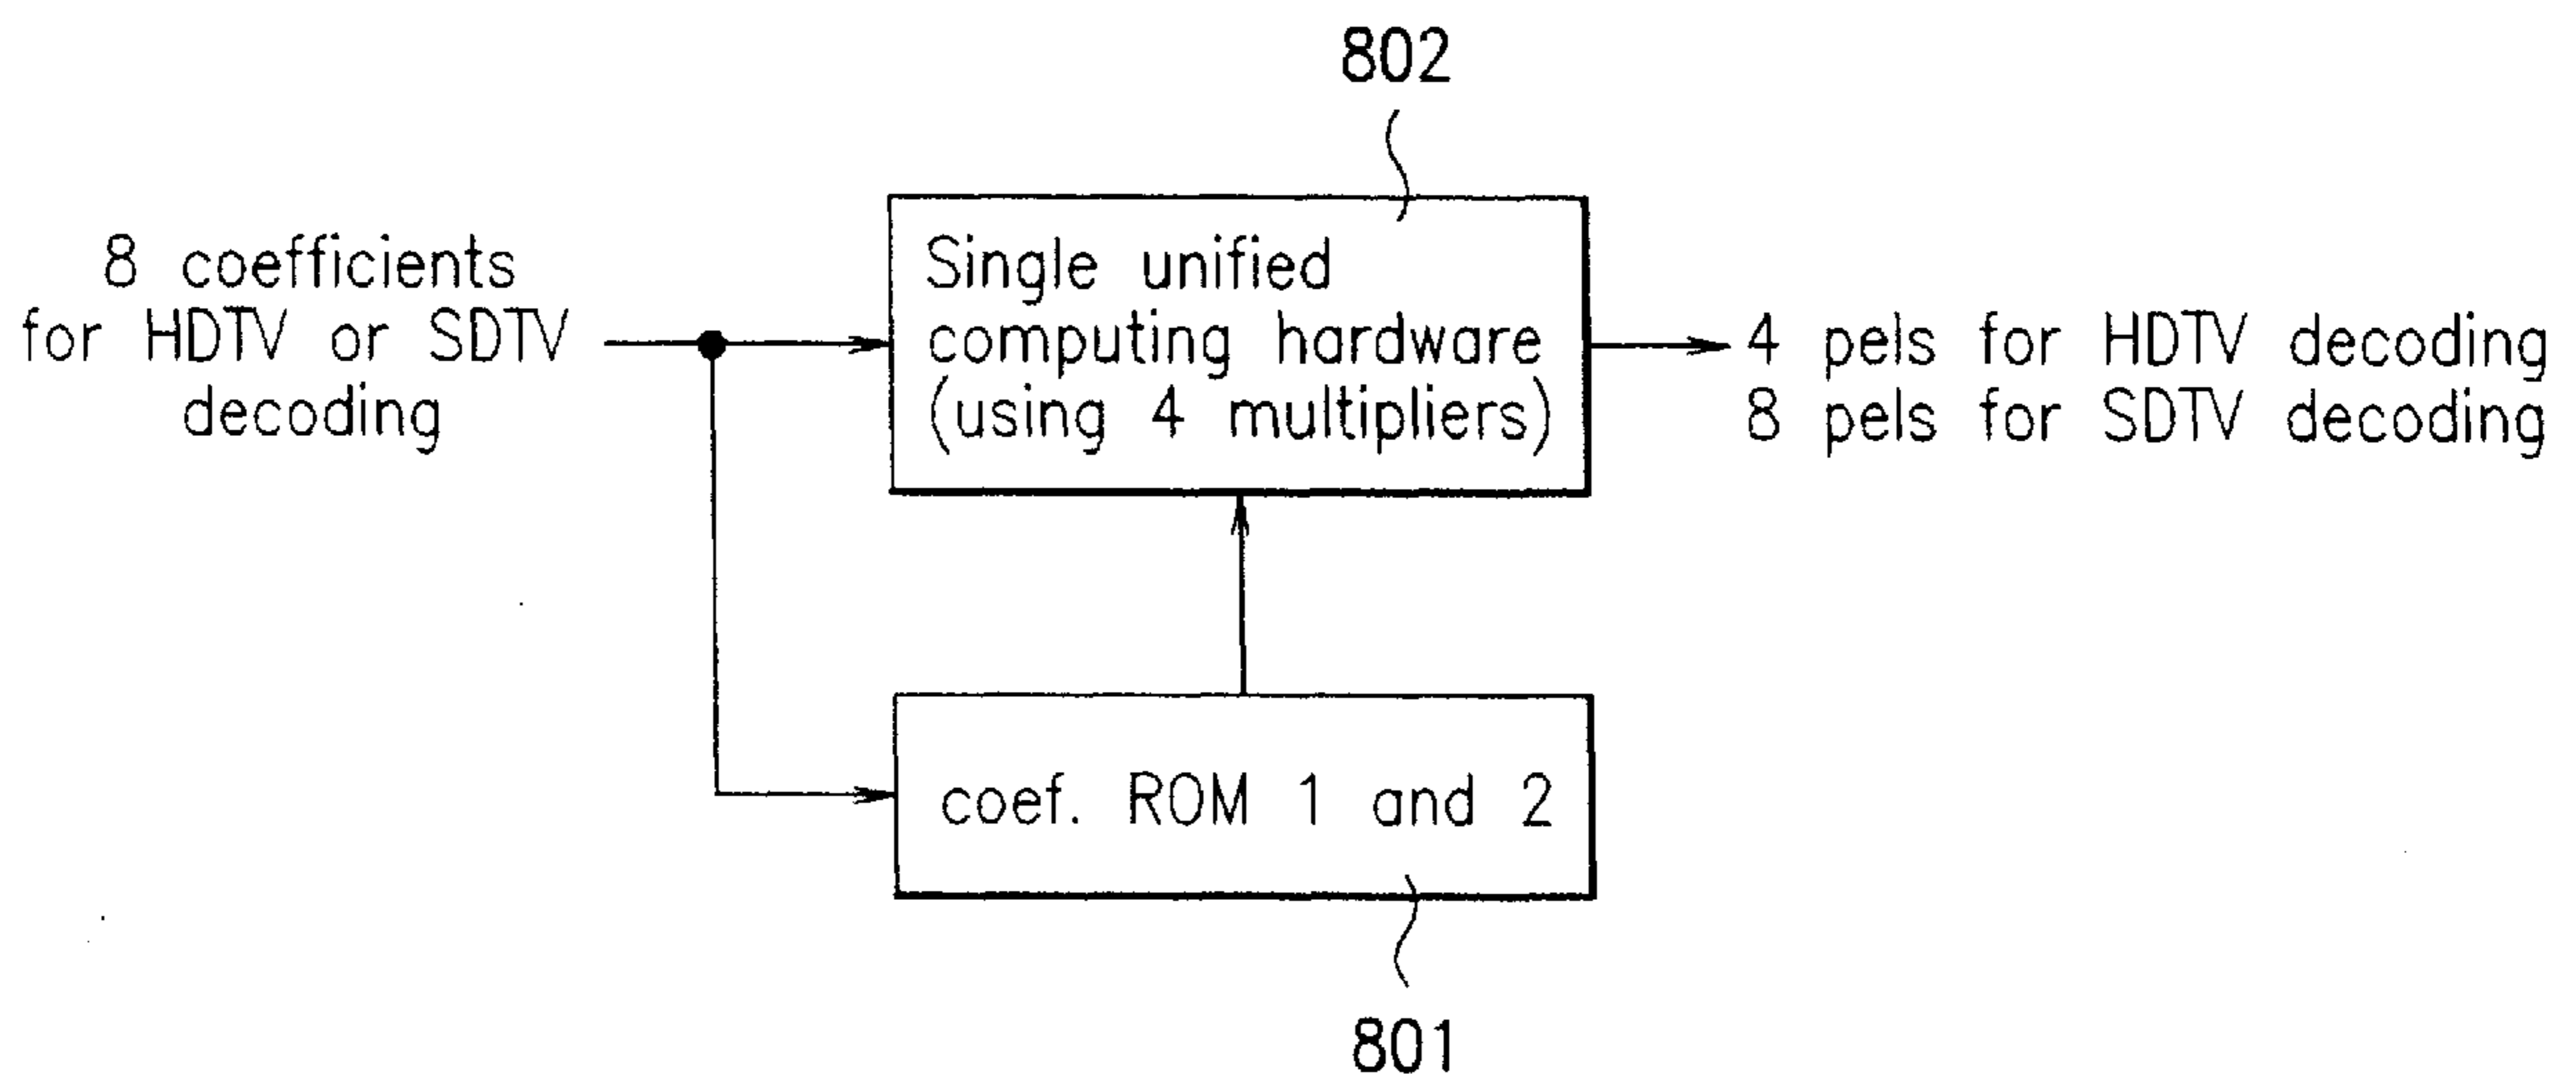 802
8 coefficients
for HDTV or SDTV
decoding
Single unified
computing hardware
(using 4 multipliers)
4 pels for HDTV decoding
8 pels for SDTV decoding
coef. ROM 1 and 2
801